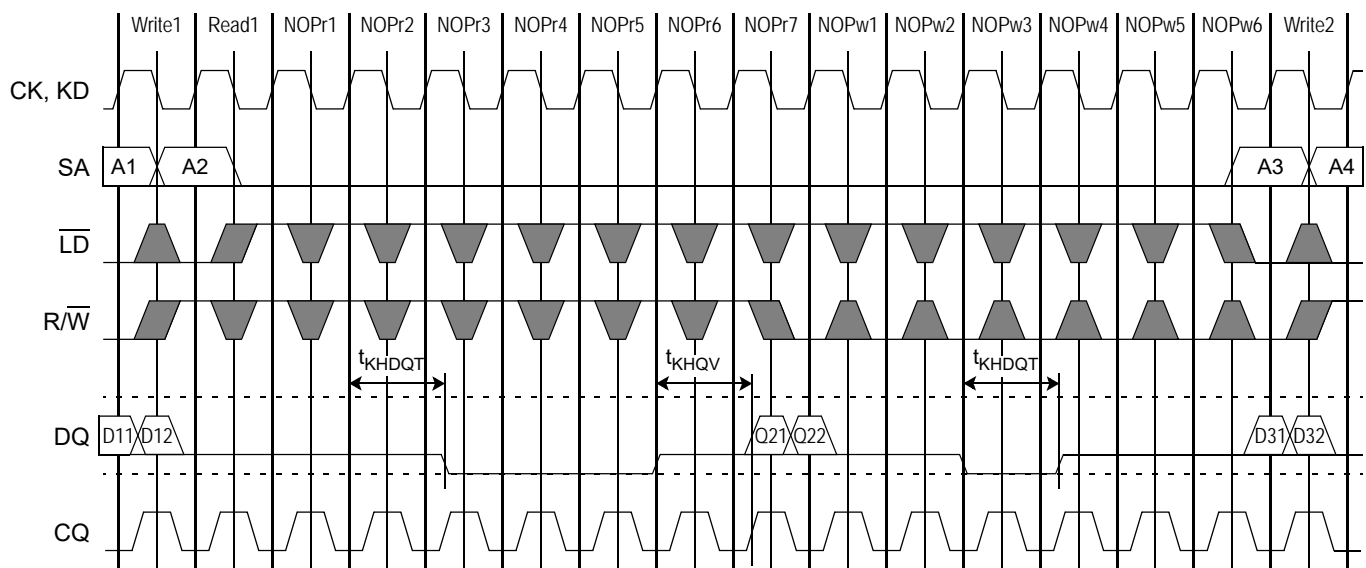 Write1 Read1 NOPr1 NOPr2 NOPr3 NOPr4 NOPr5 NOPr6 NOPr7 NOPw1 NOPw2 NOPw3 NOPw4 NOPw5 NOPw6 Write2
CK, KD
SA A1 A2 A3 A4
LD
R/W
tKHDQT tKHQV tKHDQT
DQ D11 D12 Q21 Q22 D31 D32
CQ